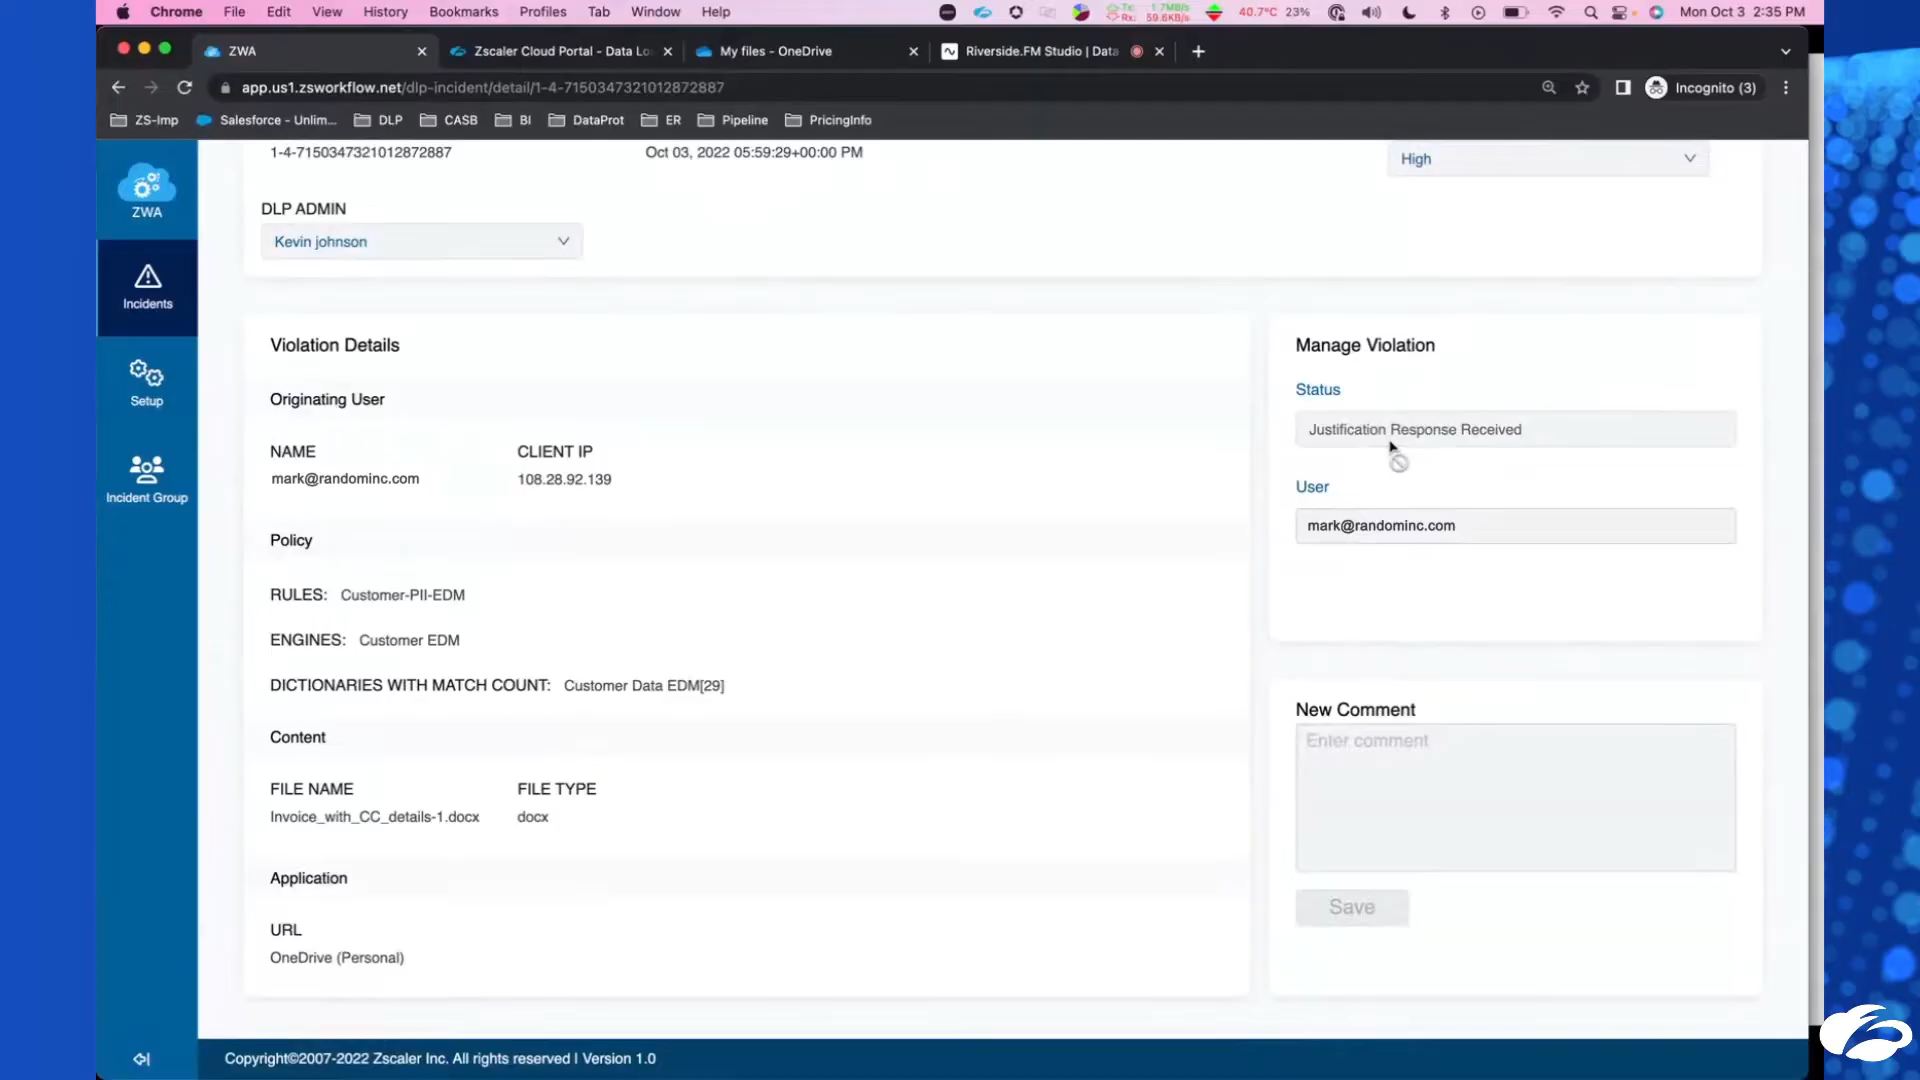 Chrome File Edit View History Bookmarks Profiles Tab Window Help Tx: 1.7MB/s Rx: 59.6KB/s 40.7°C 23% Mon Oct 3 2:35 PM
ZWA Zscaler Cloud Portal - Data Lo My files - OneDrive Riverside.FM Studio | Data
app.us1.zsworkflow.net/dlp-incident/detail/1-4-7150347321012872887 Incognito (3)
ZS-Imp Salesforce - Unlim... DLP CASB BI DataProt ER Pipeline PricingInfo
ZWA
Incidents
Setup
Incident Group
1-4-7150347321012872887 Oct 03, 2022 05:59:29+00:00 PM High
DLP ADMIN
Kevin johnson
Violation Details
Originating User
NAME CLIENT IP
mark@randominc.com 108.28.92.139
Policy
RULES: Customer-PII-EDM
ENGINES: Customer EDM
DICTIONARIES WITH MATCH COUNT: Customer Data EDM[29]
Content
FILE NAME FILE TYPE
Invoice_with_CC_details-1.docx docx
Application
URL
OneDrive (Personal)
Manage Violation
Status
Justification Response Received
User
mark@randominc.com
New Comment
Enter comment
Save
Copyright©2007-2022 Zscaler Inc. All rights reserved | Version 1.0